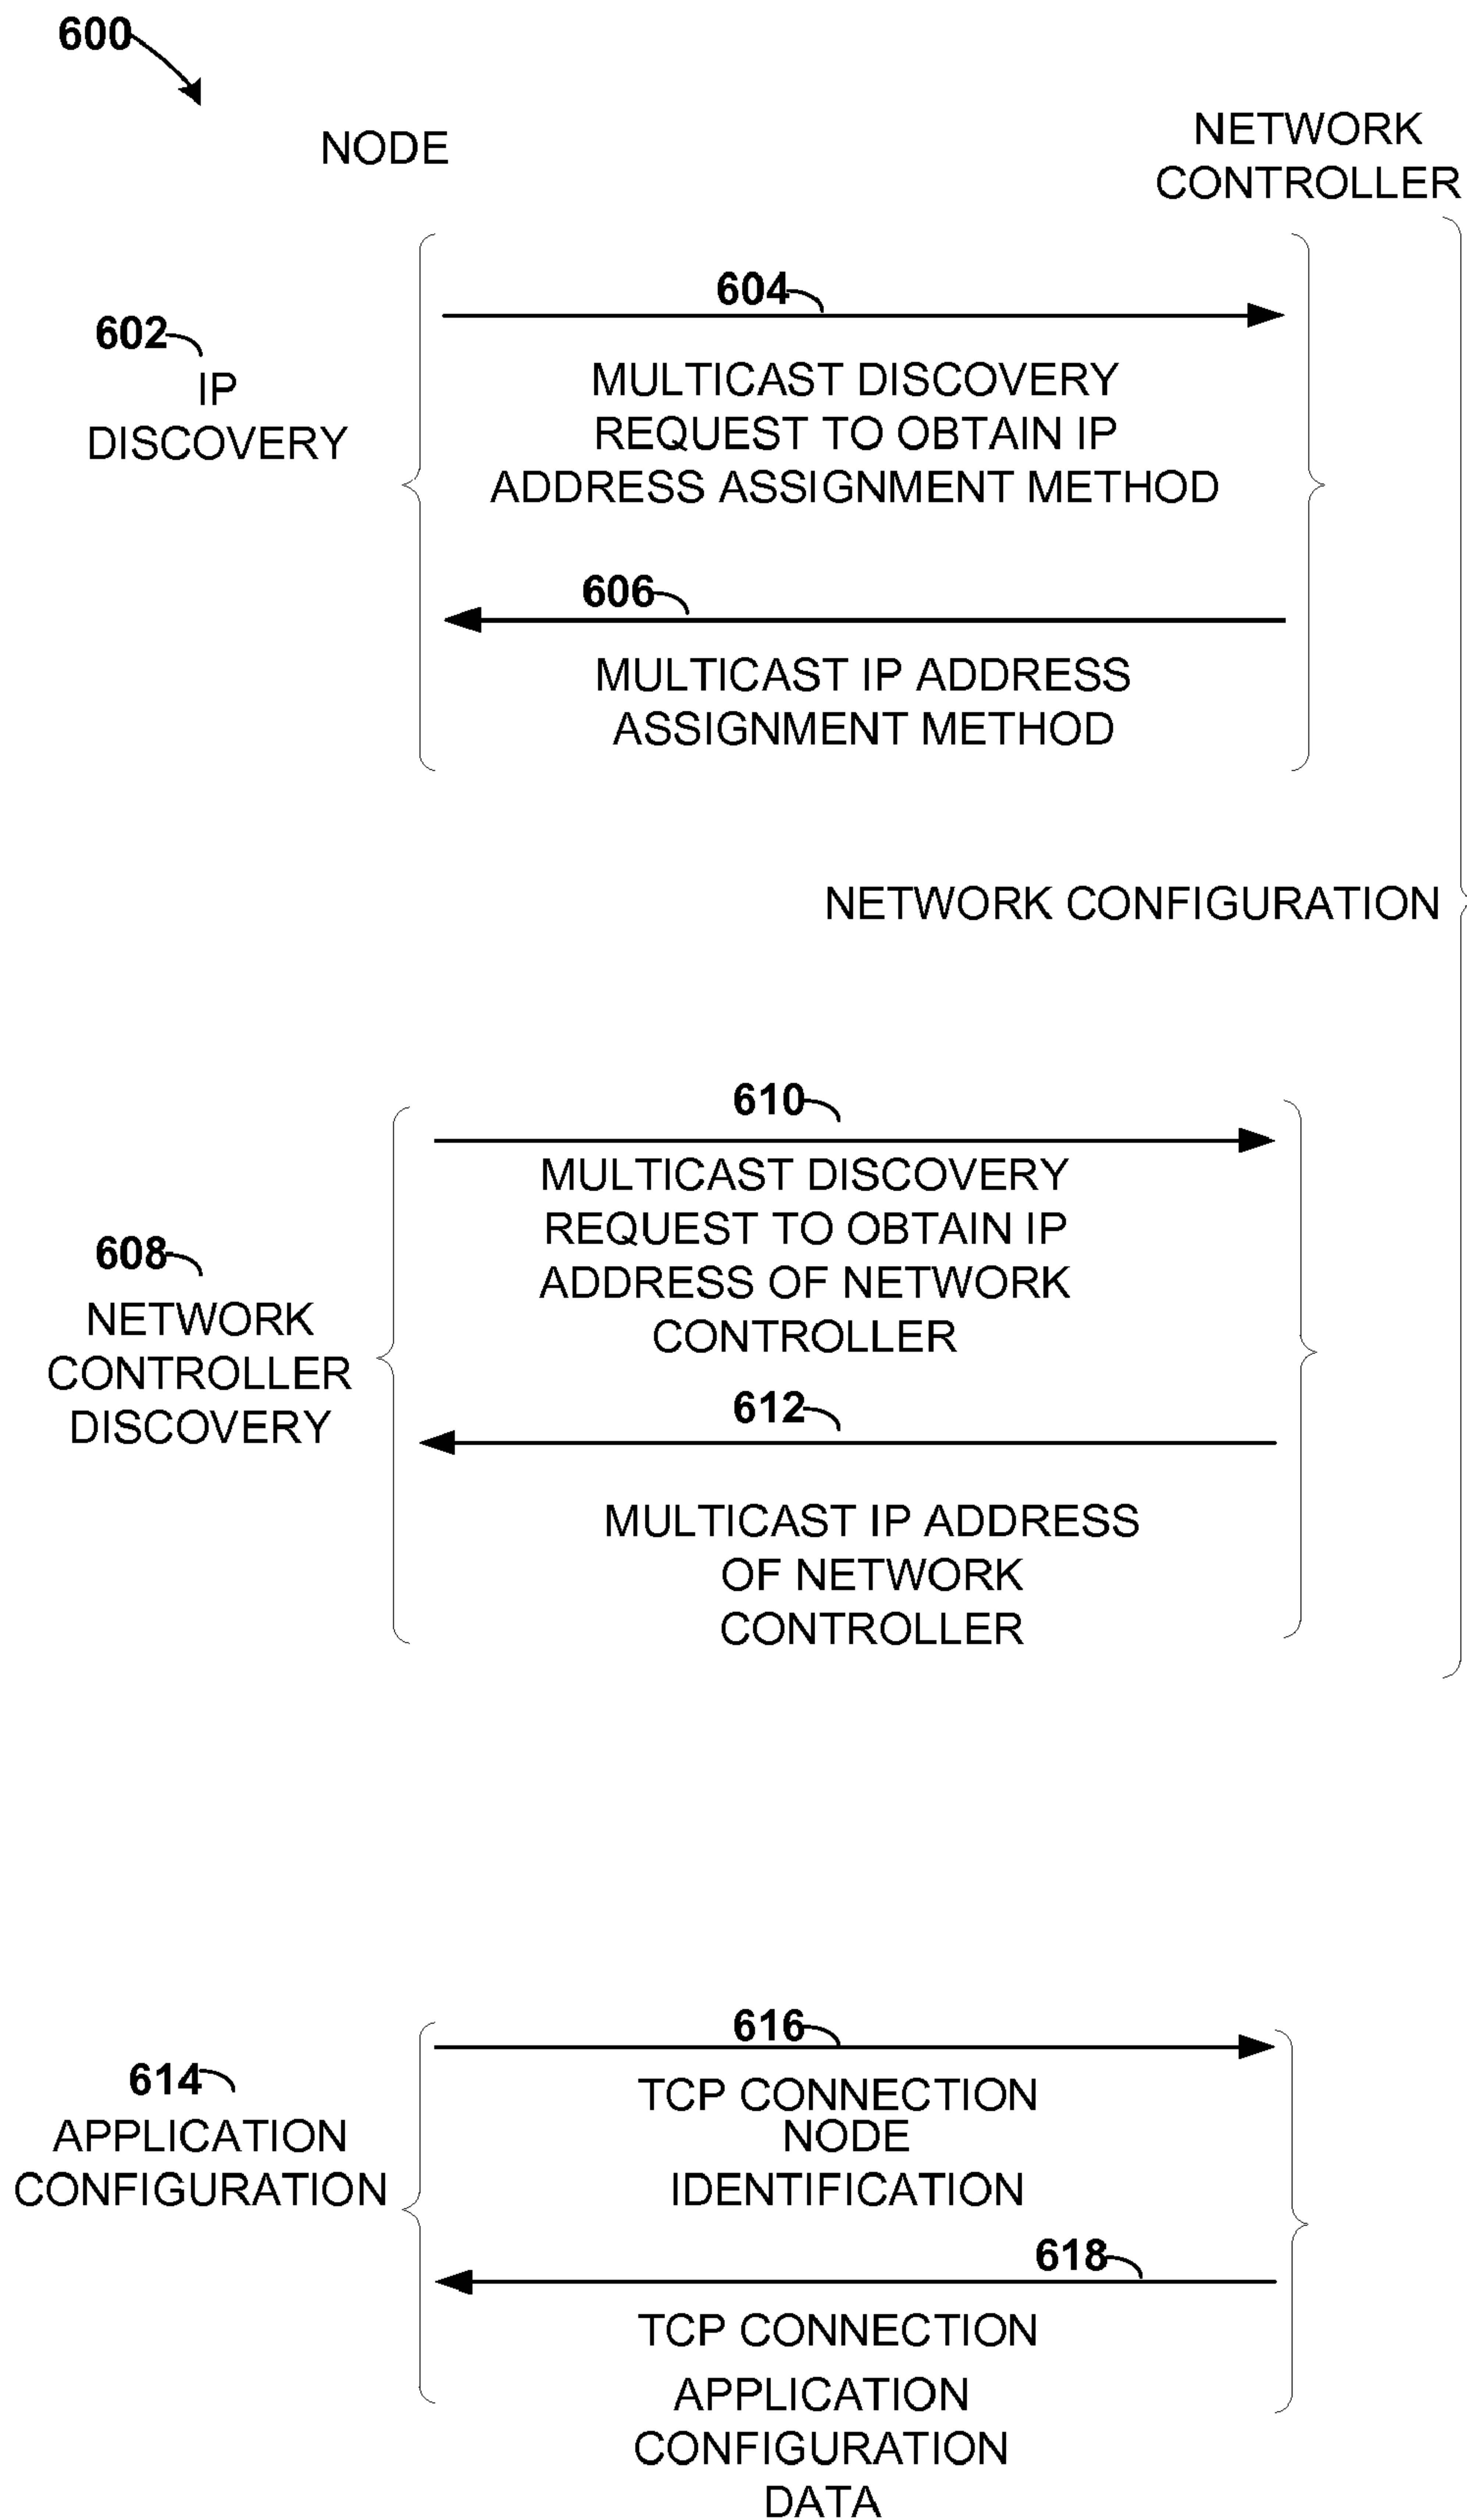 600
NODE
NETWORK
CONTROLLER
604
602
IP
DISCOVERY
MULTICAST DISCOVERY
REQUEST TO OBTAIN IP
ADDRESS ASSIGNMENT METHOD
606
MULTICAST IP ADDRESS
ASSIGNMENT METHOD
NETWORK CONFIGURATION
610
MULTICAST DISCOVERY
REQUEST TO OBTAIN IP
ADDRESS OF NETWORK
CONTROLLER
608
NETWORK
CONTROLLER
DISCOVERY
612
MULTICAST IP ADDRESS
OF NETWORK
CONTROLLER
616
614
APPLICATION
CONFIGURATION
TCP CONNECTION
NODE
IDENTIFICATION
618
TCP CONNECTION
APPLICATION
CONFIGURATION
DATA